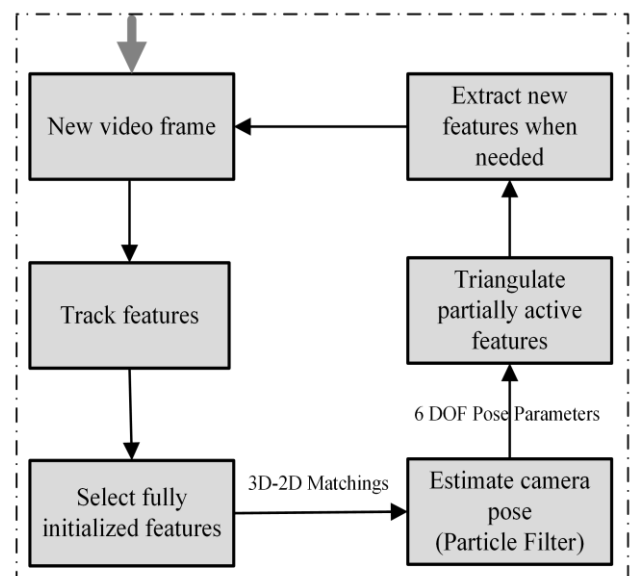 New video frame
Track features
Select fully
initialized features
3D-2D Matchings
Estimate camera
pose
(Particle Filter)
6 DOF Pose Parameters
Triangulate
partially active
features
Extract new
features when
needed